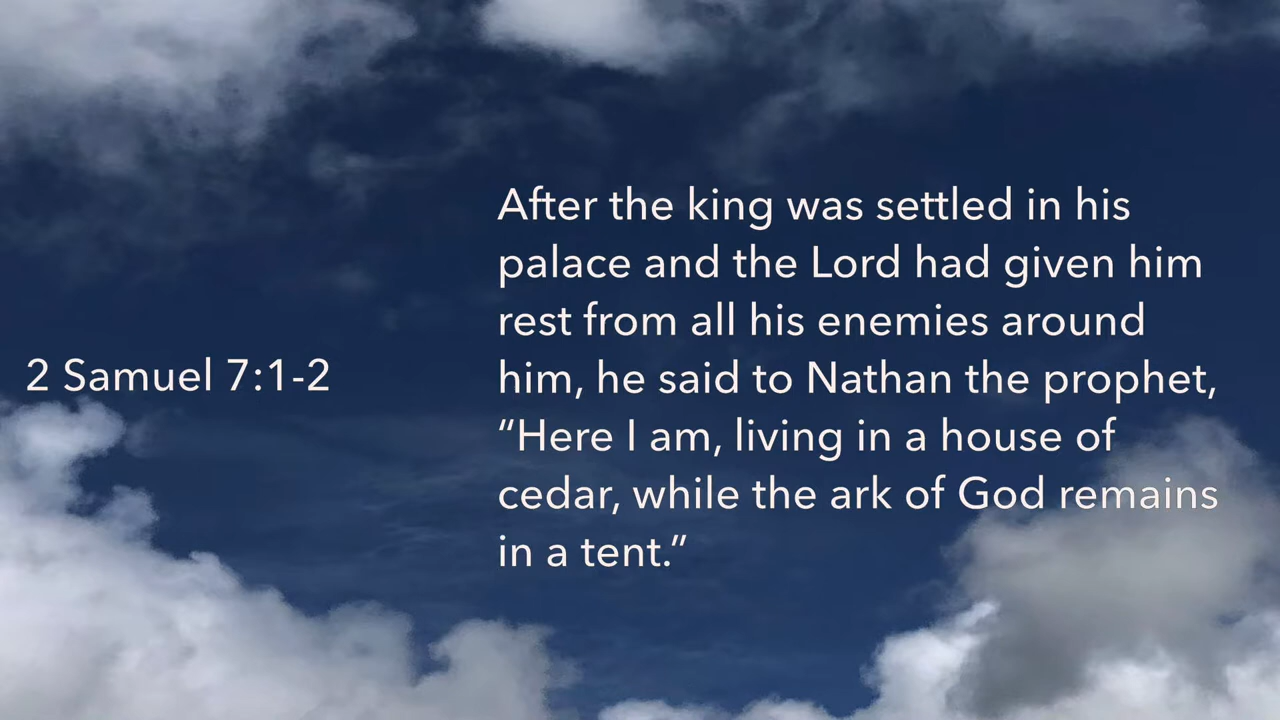 2 Samuel 7:1-2
After the king was settled in his
palace and the Lord had given him
rest from all his enemies around
him, he said to Nathan the prophet,
“Here I am, living in a house of
cedar, while the ark of God remains
in a tent.”